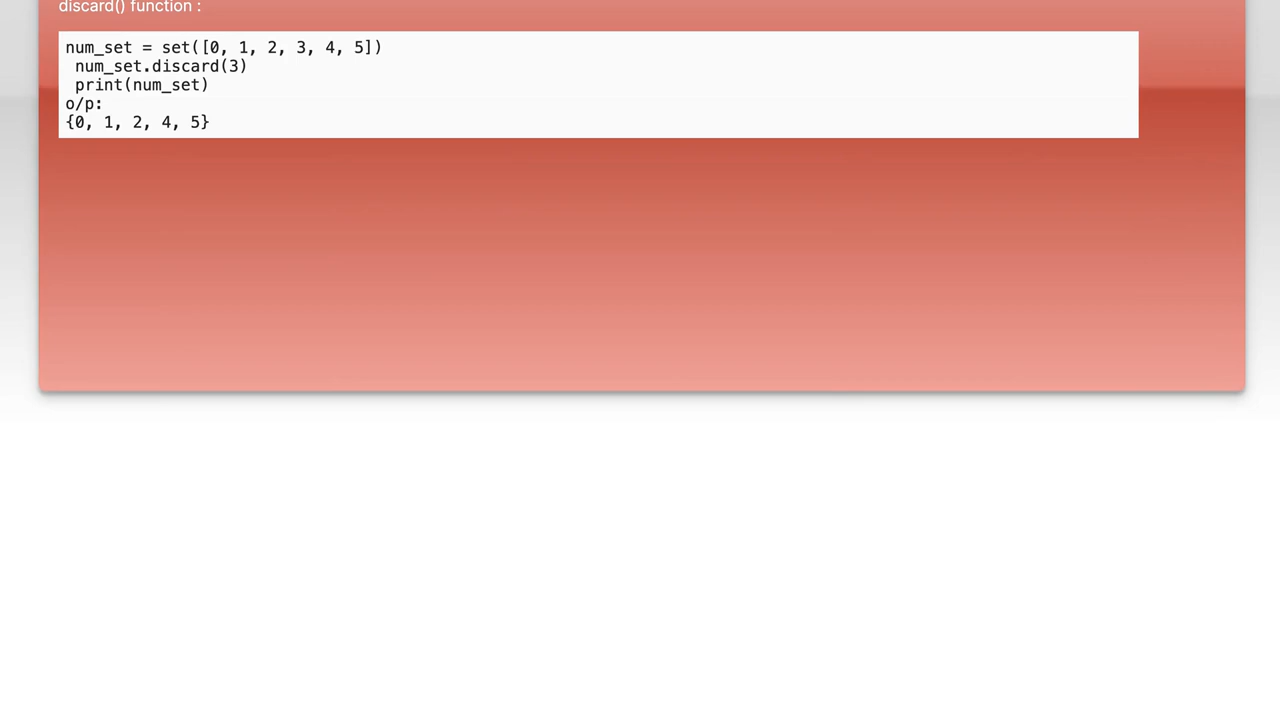 discard() function :
num_set = set([0, 1, 2, 3, 4, 5])
 num_set.discard(3)
 print(num_set)
o/p:
{0, 1, 2, 4, 5}